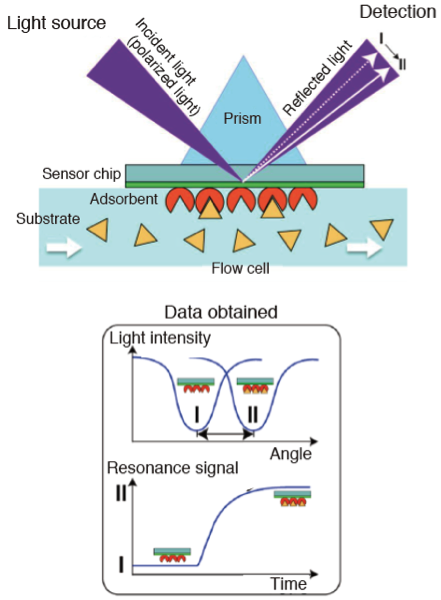 Light source
Detection
Incident light
(polarized light)
Reflected light
I
II
Prism
Sensor chip
Adsorbent
Substrate
Flow cell
Data obtained
Light intensity
I
II
Angle
Resonance signal
II
I
Time